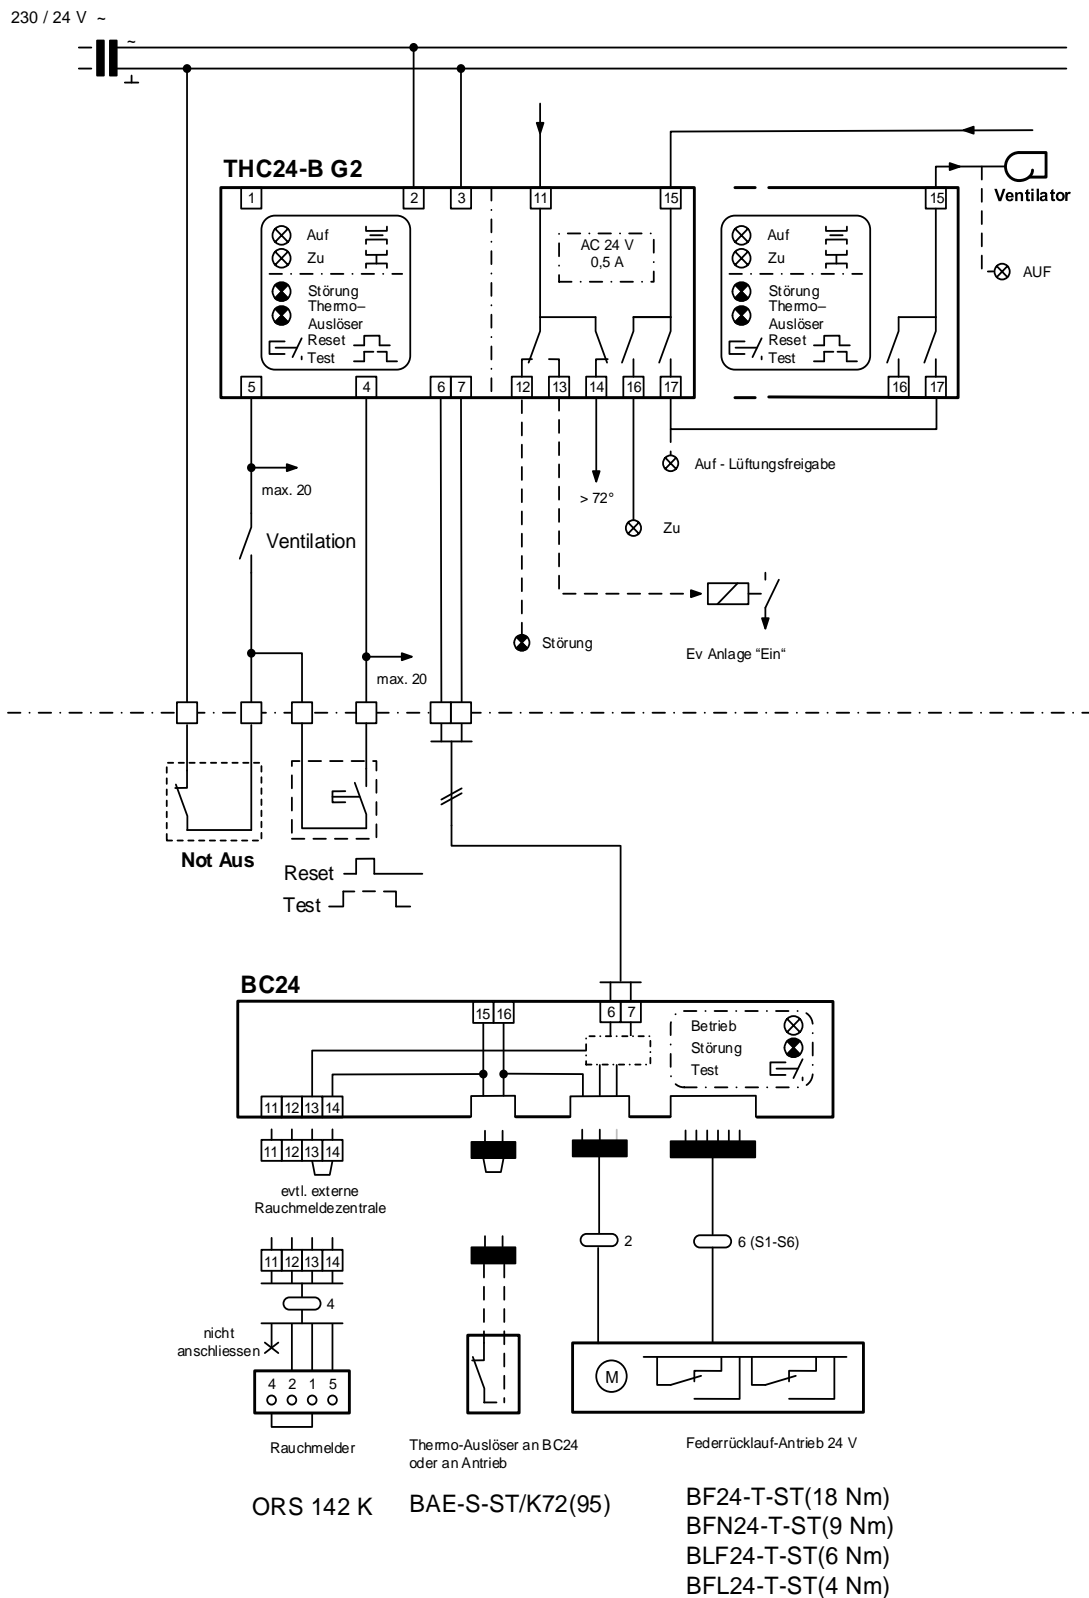 230 / 24 V ~
~
⊥
THC24-B G2
1
2
3
11
15
15
Ventilator
Auf
Zu
Störung
Thermo–
Auslöser
Reset
Test
AC 24 V
0,5 A
Auf
Zu
Störung
Thermo–
Auslöser
Reset
Test
AUF
5
4
6
7
12
13
14
16
17
16
17
max. 20
Auf - Lüftungsfreigabe
> 72°
Zu
Ventilation
Störung
Ev Anlage “Ein“
max. 20
Not Aus
Reset
Test
BC24
15
16
6
7
Betrieb
Störung
Test
11
12
13
14
11
12
13
14
evtl. externe
Rauchmeldezentrale
2
6 (S1-S6)
11
12
13
14
4
nicht
anschliessen
4 2 1 5
M
Rauchmelder
Thermo-Auslöser an BC24
oder an Antrieb
Federrücklauf-Antrieb 24 V
ORS 142 K
BAE-S-ST/K72(95)
BF24-T-ST(18 Nm)
BFN24-T-ST(9 Nm)
BLF24-T-ST(6 Nm)
BFL24-T-ST(4 Nm)